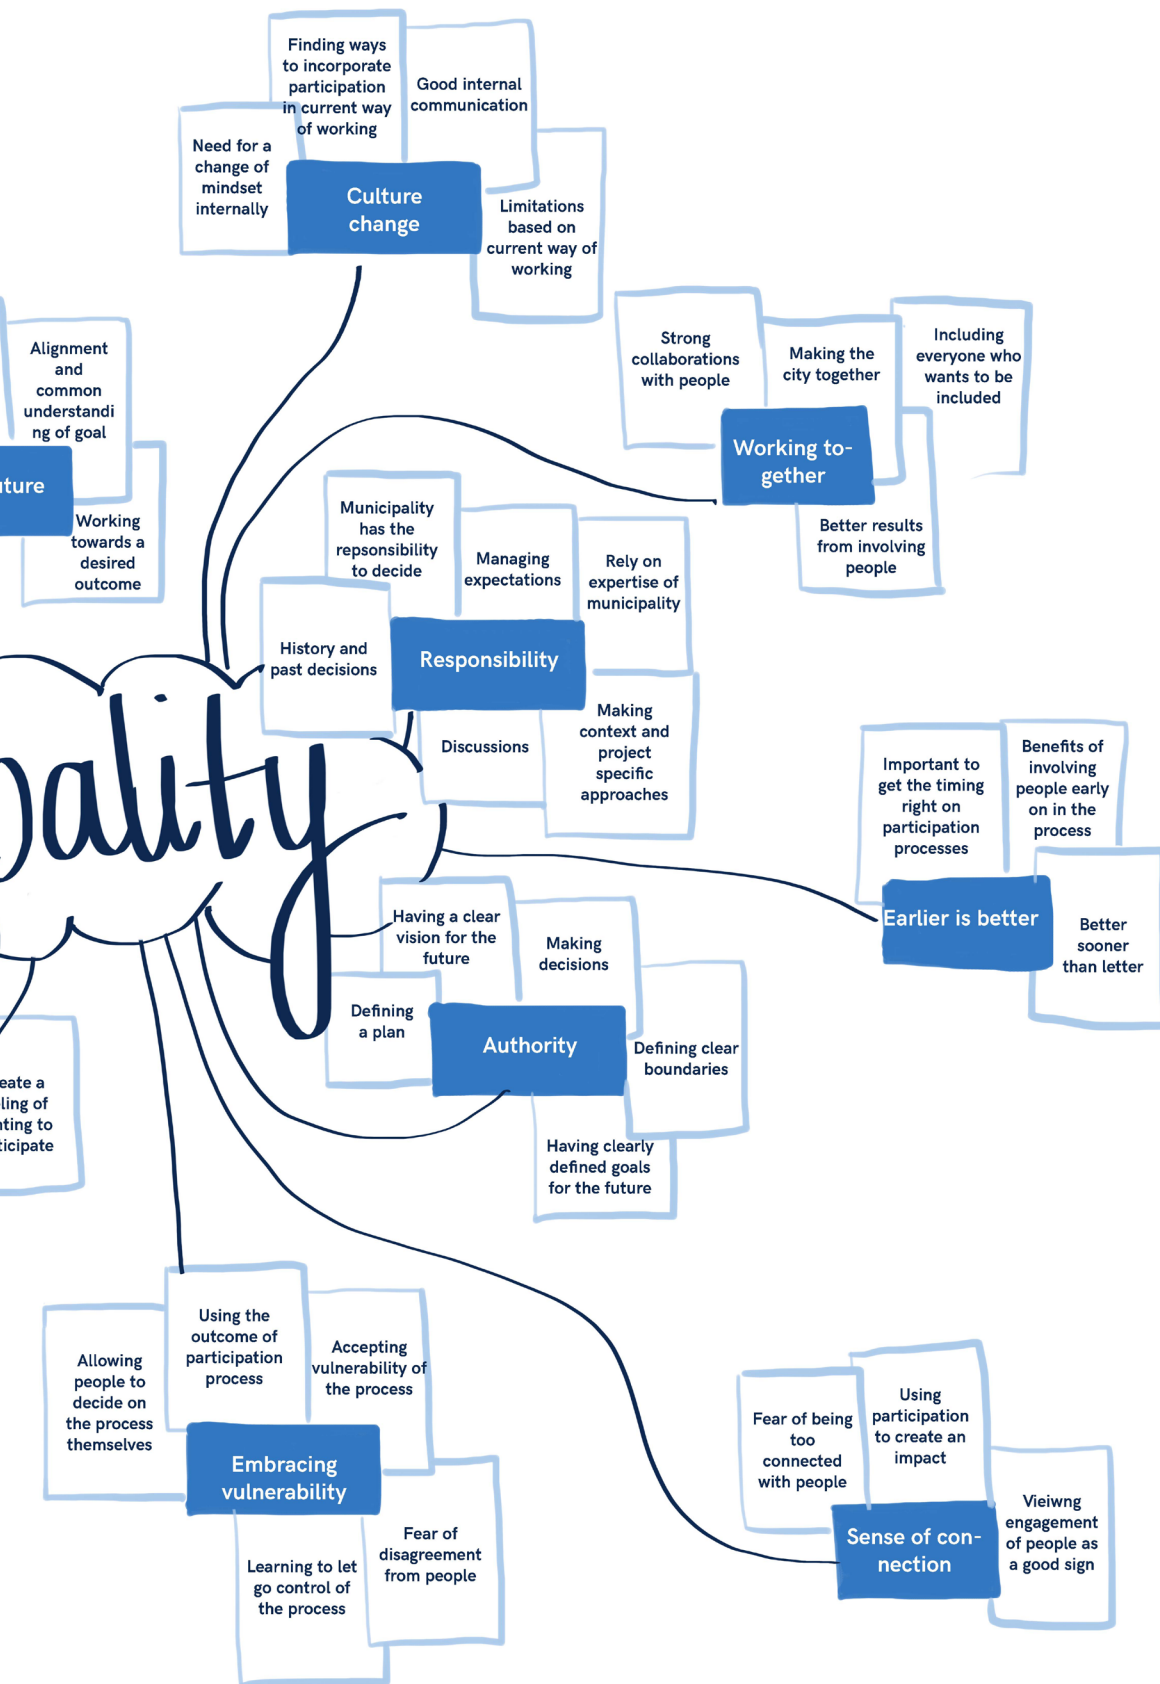 Finding ways
to incorporate
participation
in current way
of working
Good internal
communication
Need for a
change of
mindset
internally
Culture
change
Limitations
based on
current way of
working
Strong
collaborations
with people
Making the
city together
Including
everyone who
wants to be
included
Working to-
gether
Better results
from involving
people
Alignment
and
common
understandi
ng of goal
uture
Working
towards a
desired
outcome
Municipality
has the
repsonsibility
to decide
Managing
expectations
Rely on
expertise of
municipality
History and
past decisions
Responsibility
Discussions
Making
context and
project
specific
approaches
pality
Important to
get the timing
right on
participation
processes
Benefits of
involving
people early
on in the
process
Earlier is better
Better
sooner
than letter
Having a clear
vision for the
future
Making
decisions
Defining
a plan
Authority
Defining clear
boundaries
Having clearly
defined goals
for the future
eate a
ling of
nting to
ticipate
Using the
outcome of
participation
process
Accepting
vulnerability of
the process
Allowing
people to
decide on
the process
themselves
Embracing
vulnerability
Learning to let
go control of
the process
Fear of
disagreement
from people
Fear of being
too
connected
with people
Using
participation
to create an
impact
Sense of con-
nection
Vieiwng
engagement
of people as
a good sign